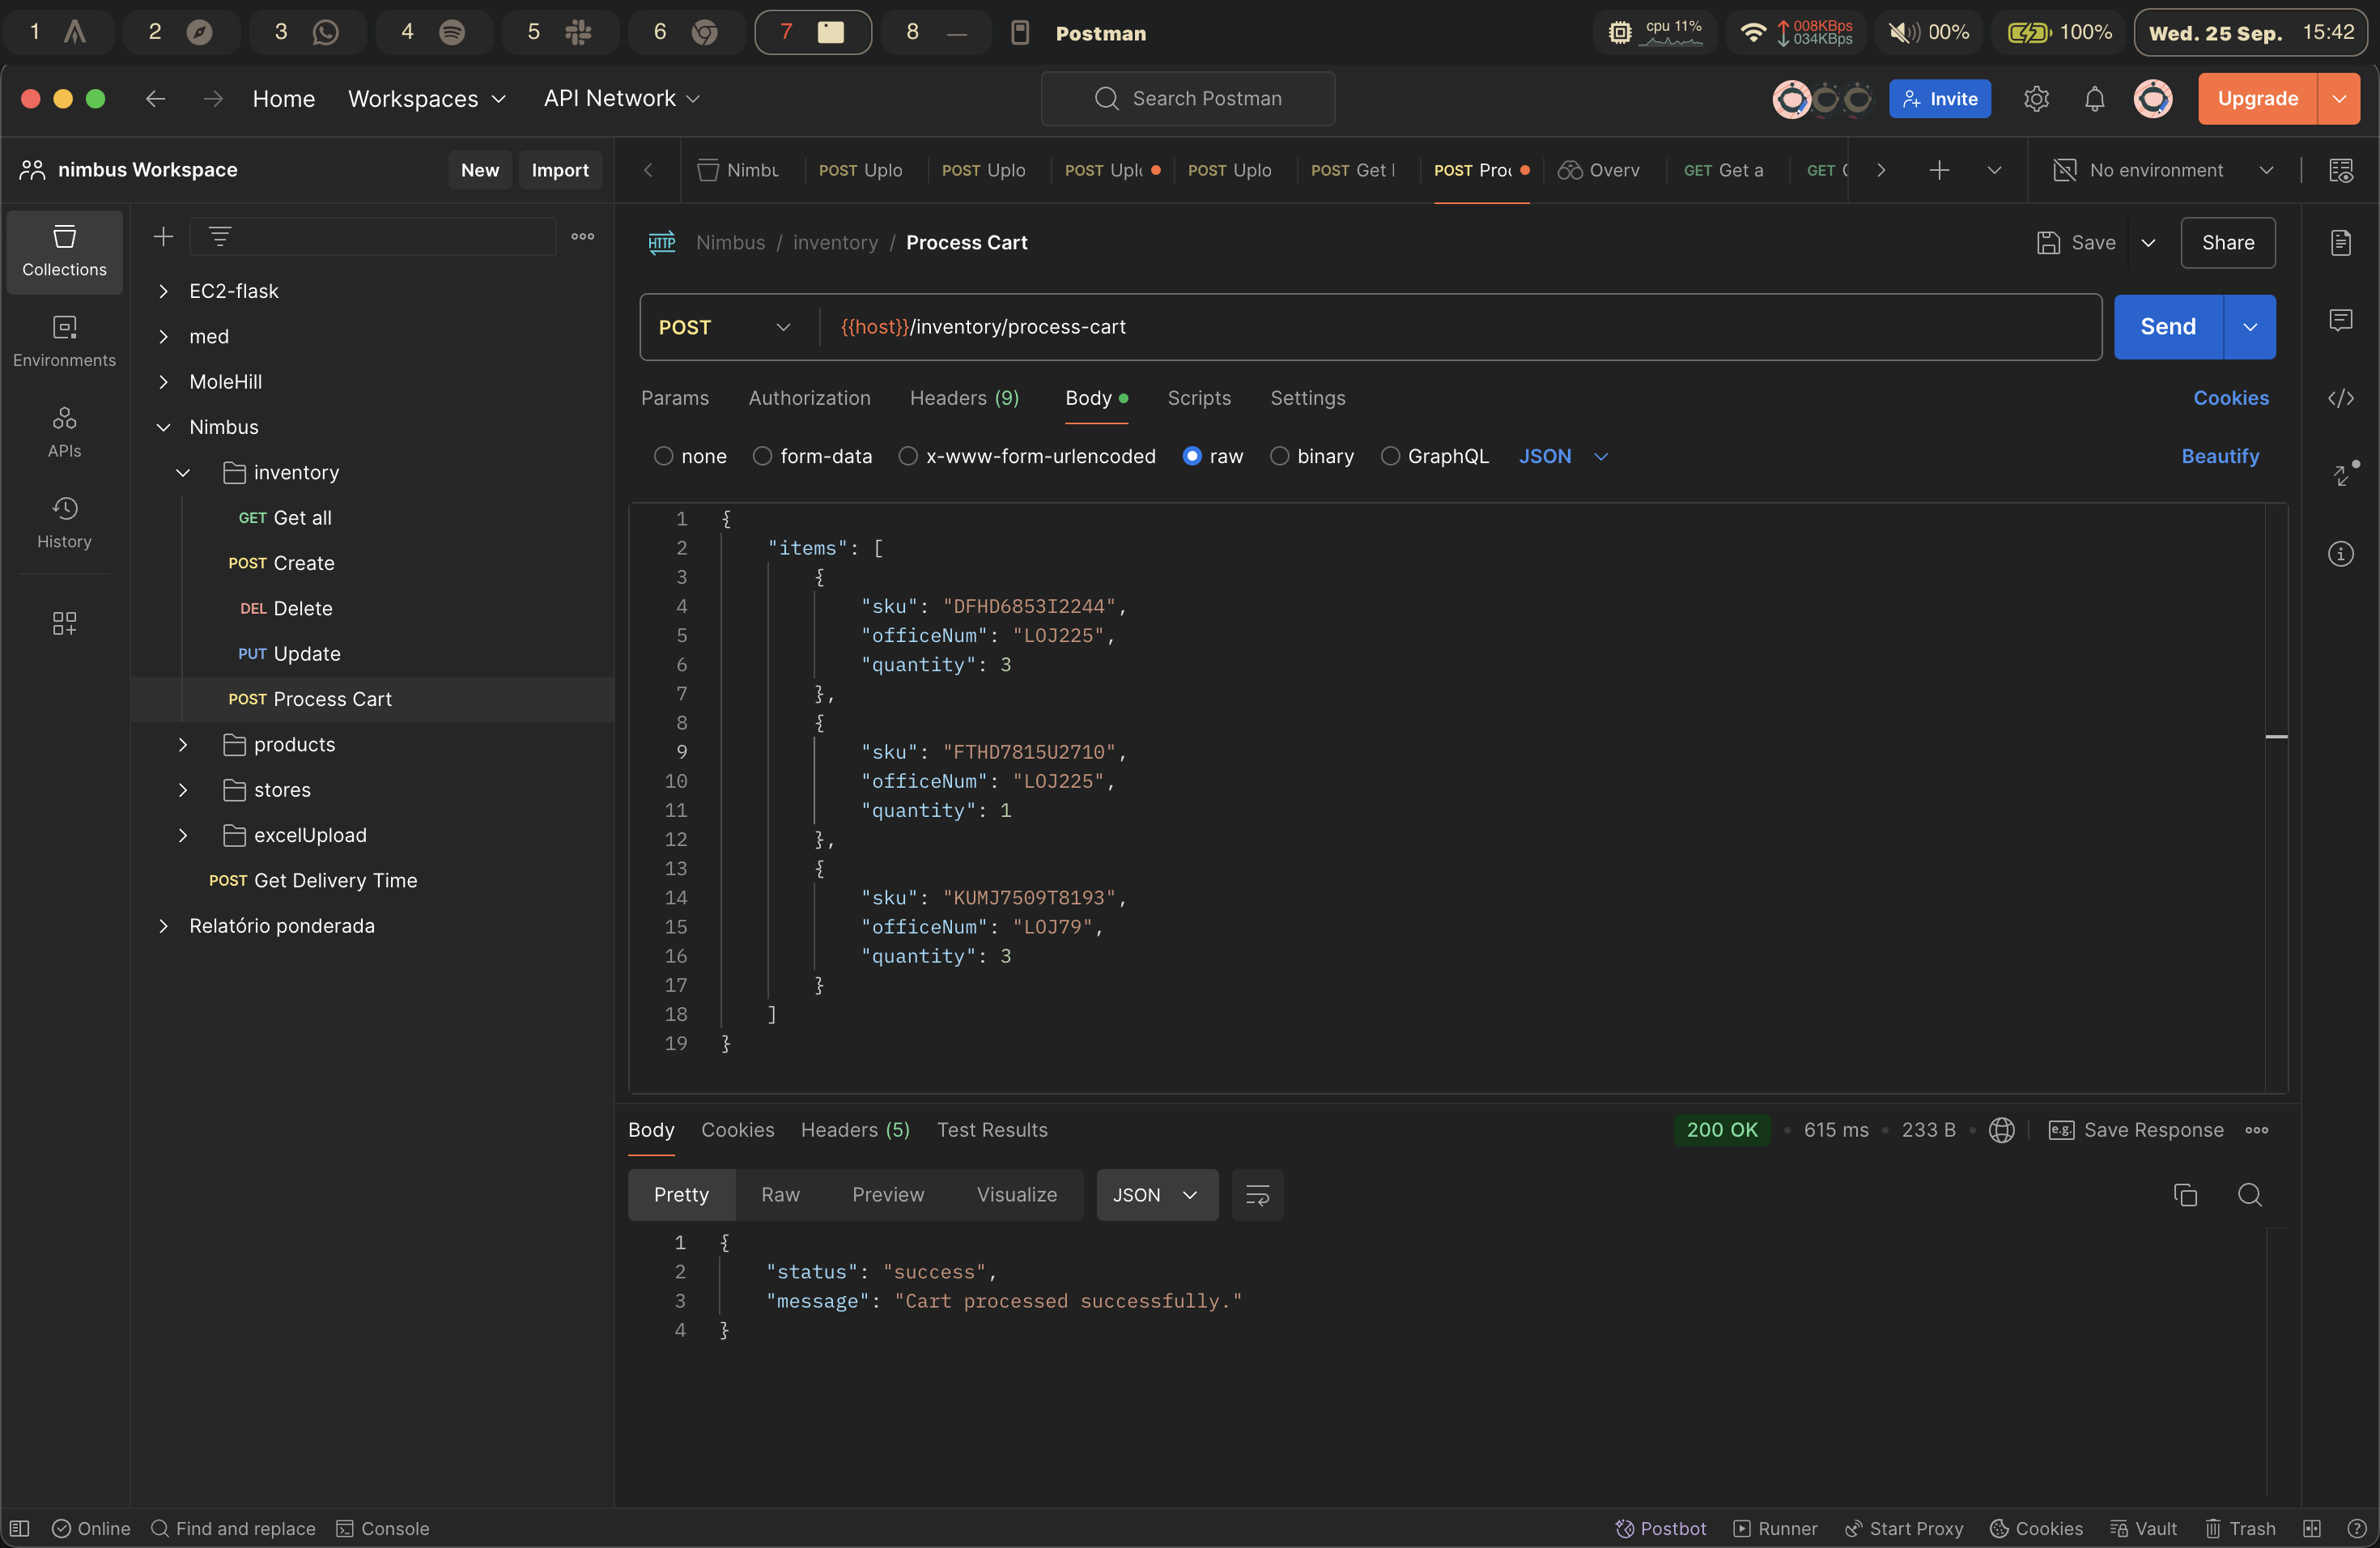 1 2 3 4 5 6 7 8 — Postman cpu 11% 008KBps 034KBps 00% 100% Wed. 25 Sep. 15:42
Home Workspaces API Network Search Postman Invite Upgrade
nimbus Workspace New Import Nimbu POST Uplo POST Uplo POST Uplo POST Uplo POST Get POST Proc Overv GET Get a GET No environment
Collections
Environments
APIs
History
EC2-flask
med
MoleHill
Nimbus
inventory
GET Get all
POST Create
DEL Delete
PUT Update
POST Process Cart
products
stores
excelUpload
POST Get Delivery Time
Relatório ponderada
HTTP Nimbus / inventory / Process Cart Save Share
POST {{host}}/inventory/process-cart Send
Params Authorization Headers (9) Body Scripts Settings Cookies
none form-data x-www-form-urlencoded raw binary GraphQL JSON Beautify
1 {
2 "items": [
3 {
4 "sku": "DFHD6853I2244",
5 "officeNum": "LOJ225",
6 "quantity": 3
7 },
8 {
9 "sku": "FTHD7815U2710",
10 "officeNum": "LOJ225",
11 "quantity": 1
12 },
13 {
14 "sku": "KUMJ7509T8193",
15 "officeNum": "LOJ79",
16 "quantity": 3
17 }
18 ]
19 }
Body Cookies Headers (5) Test Results 200 OK • 615 ms • 233 B • e.g. Save Response
Pretty Raw Preview Visualize JSON
1 {
2 "status": "success",
3 "message": "Cart processed successfully."
4 }
Online Find and replace Console Postbot Runner Start Proxy Cookies Vault Trash